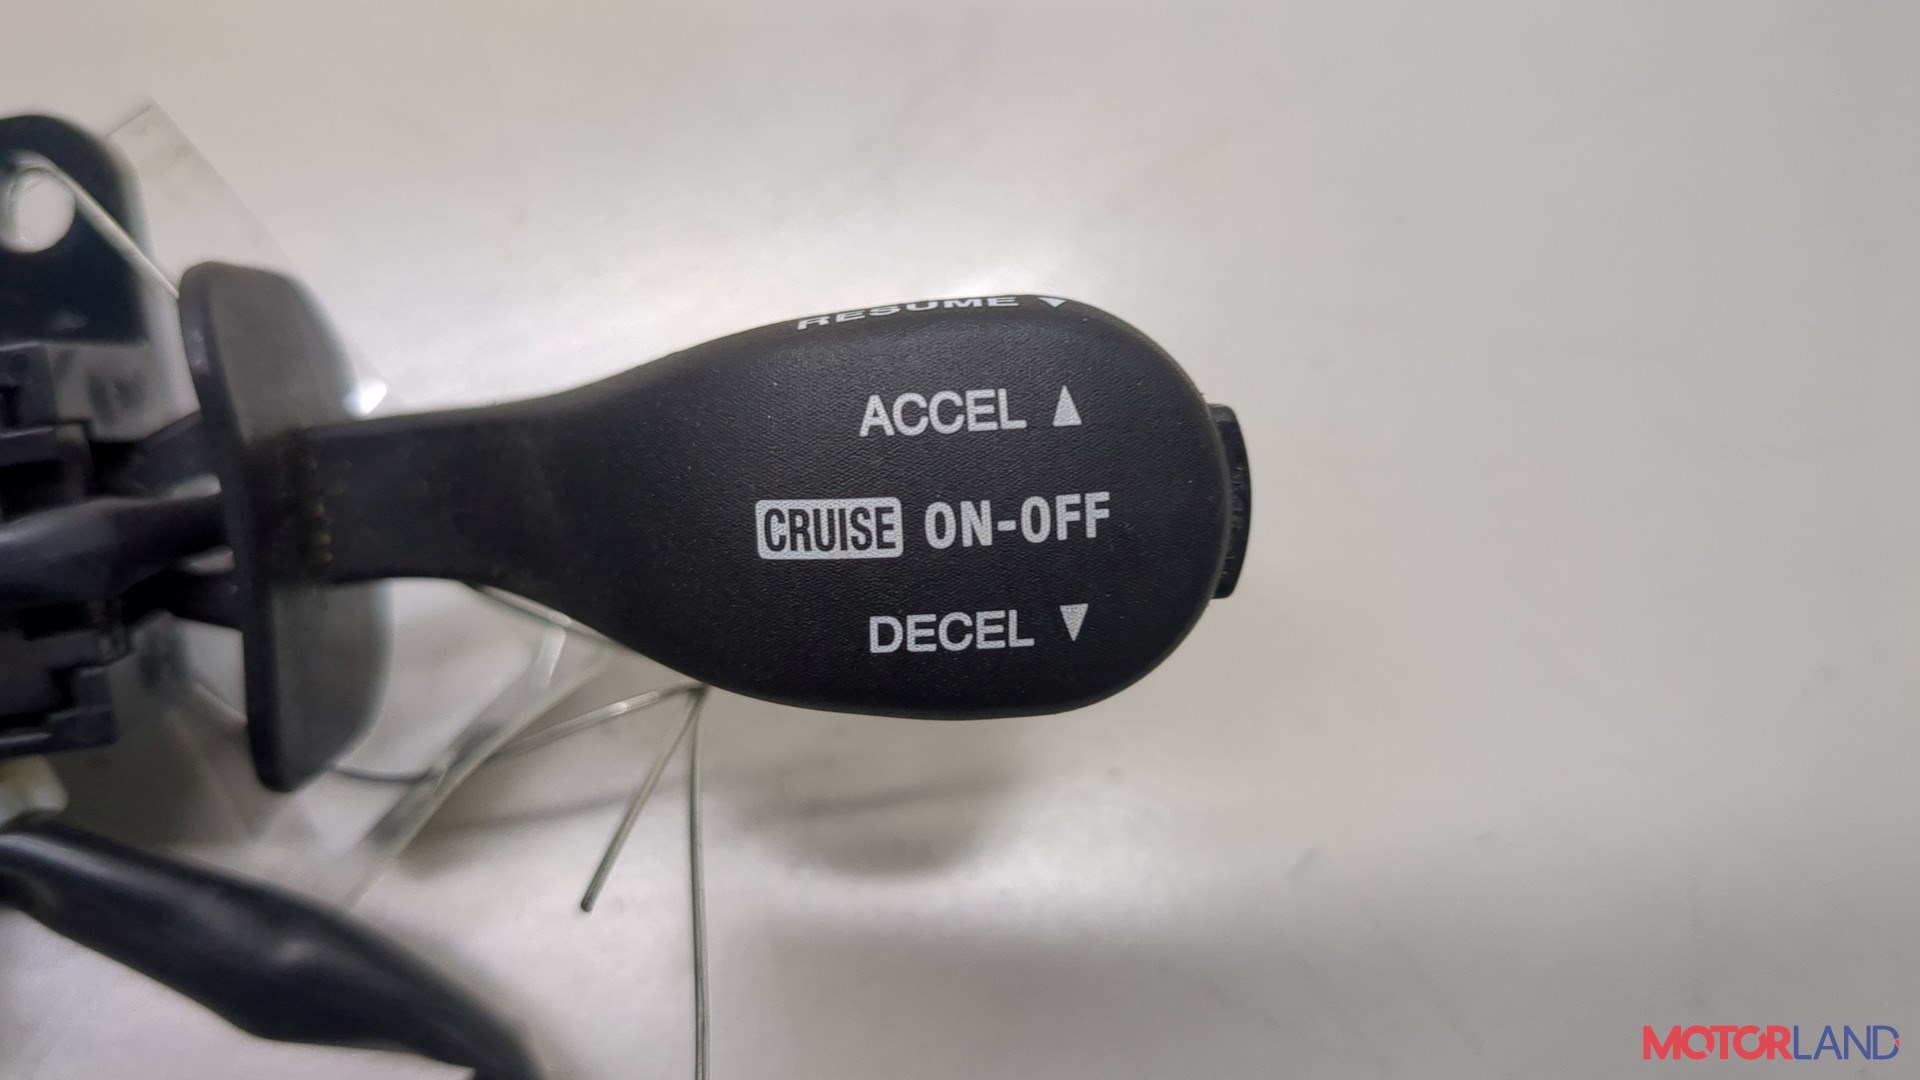 RESUME ▼
ACCEL ▲
CRUISE ON-OFF
DECEL ▼
MOTORLAND